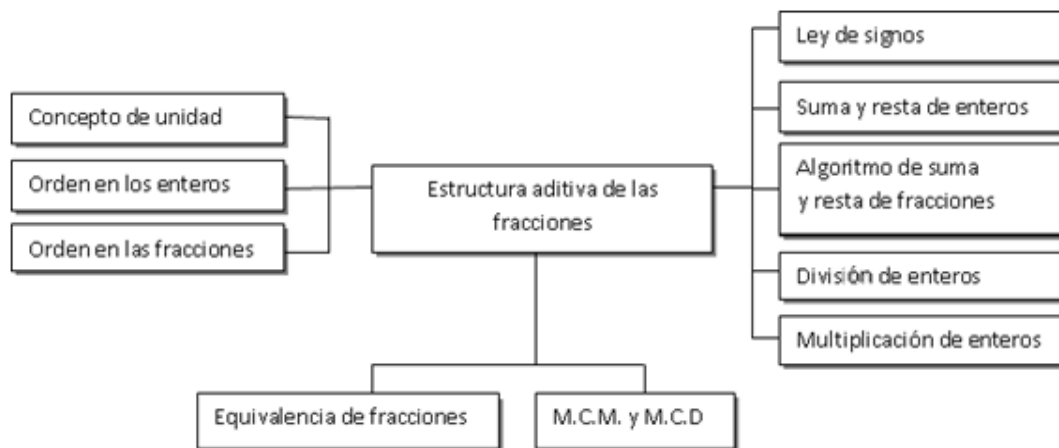 Concepto de unidad
Orden en los enteros
Orden en las fracciones
Estructura aditiva de las
fracciones
Ley de signos
Suma y resta de enteros
Algoritmo de suma
y resta de fracciones
División de enteros
Multiplicación de enteros
Equivalencia de fracciones
M.C.M. y M.C.D